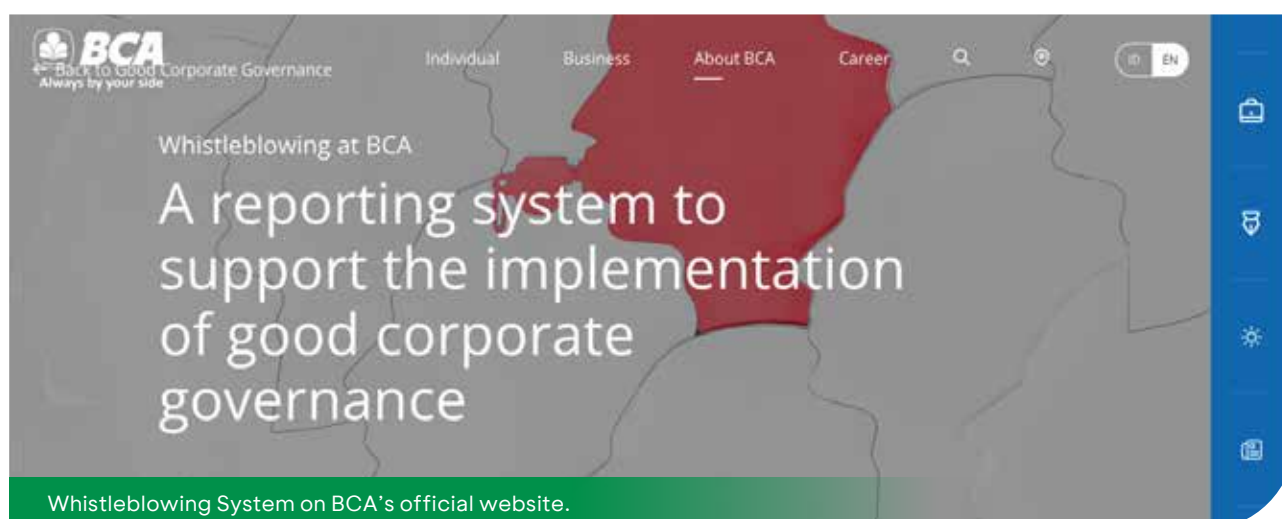 BCA
Always by your side
← Back to Good Corporate Governance
Individual Business About BCA Career ID EN
Whistleblowing at BCA
A reporting system to
support the implementation
of good corporate
governance
Whistleblowing System on BCA's official website.